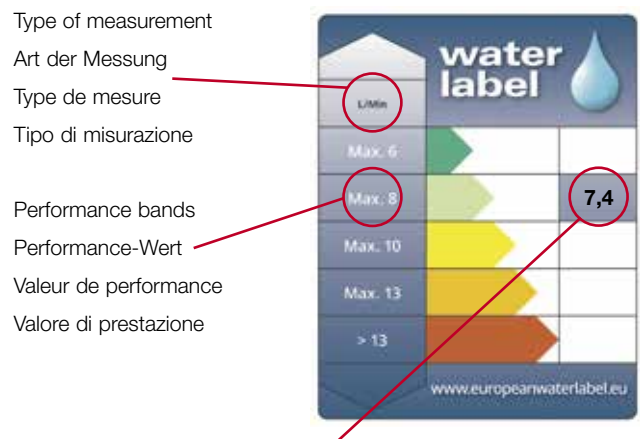 Type of measurement
Art der Messung
Type de mesure
Tipo di misurazione
Performance bands
Performance-Wert
Valeur de performance
Valore di prestazione
water
label
L/Min
Max. 6
Max. 8
7,4
Max. 10
Max. 13
> 13
www.europeanwaterlabel.eu